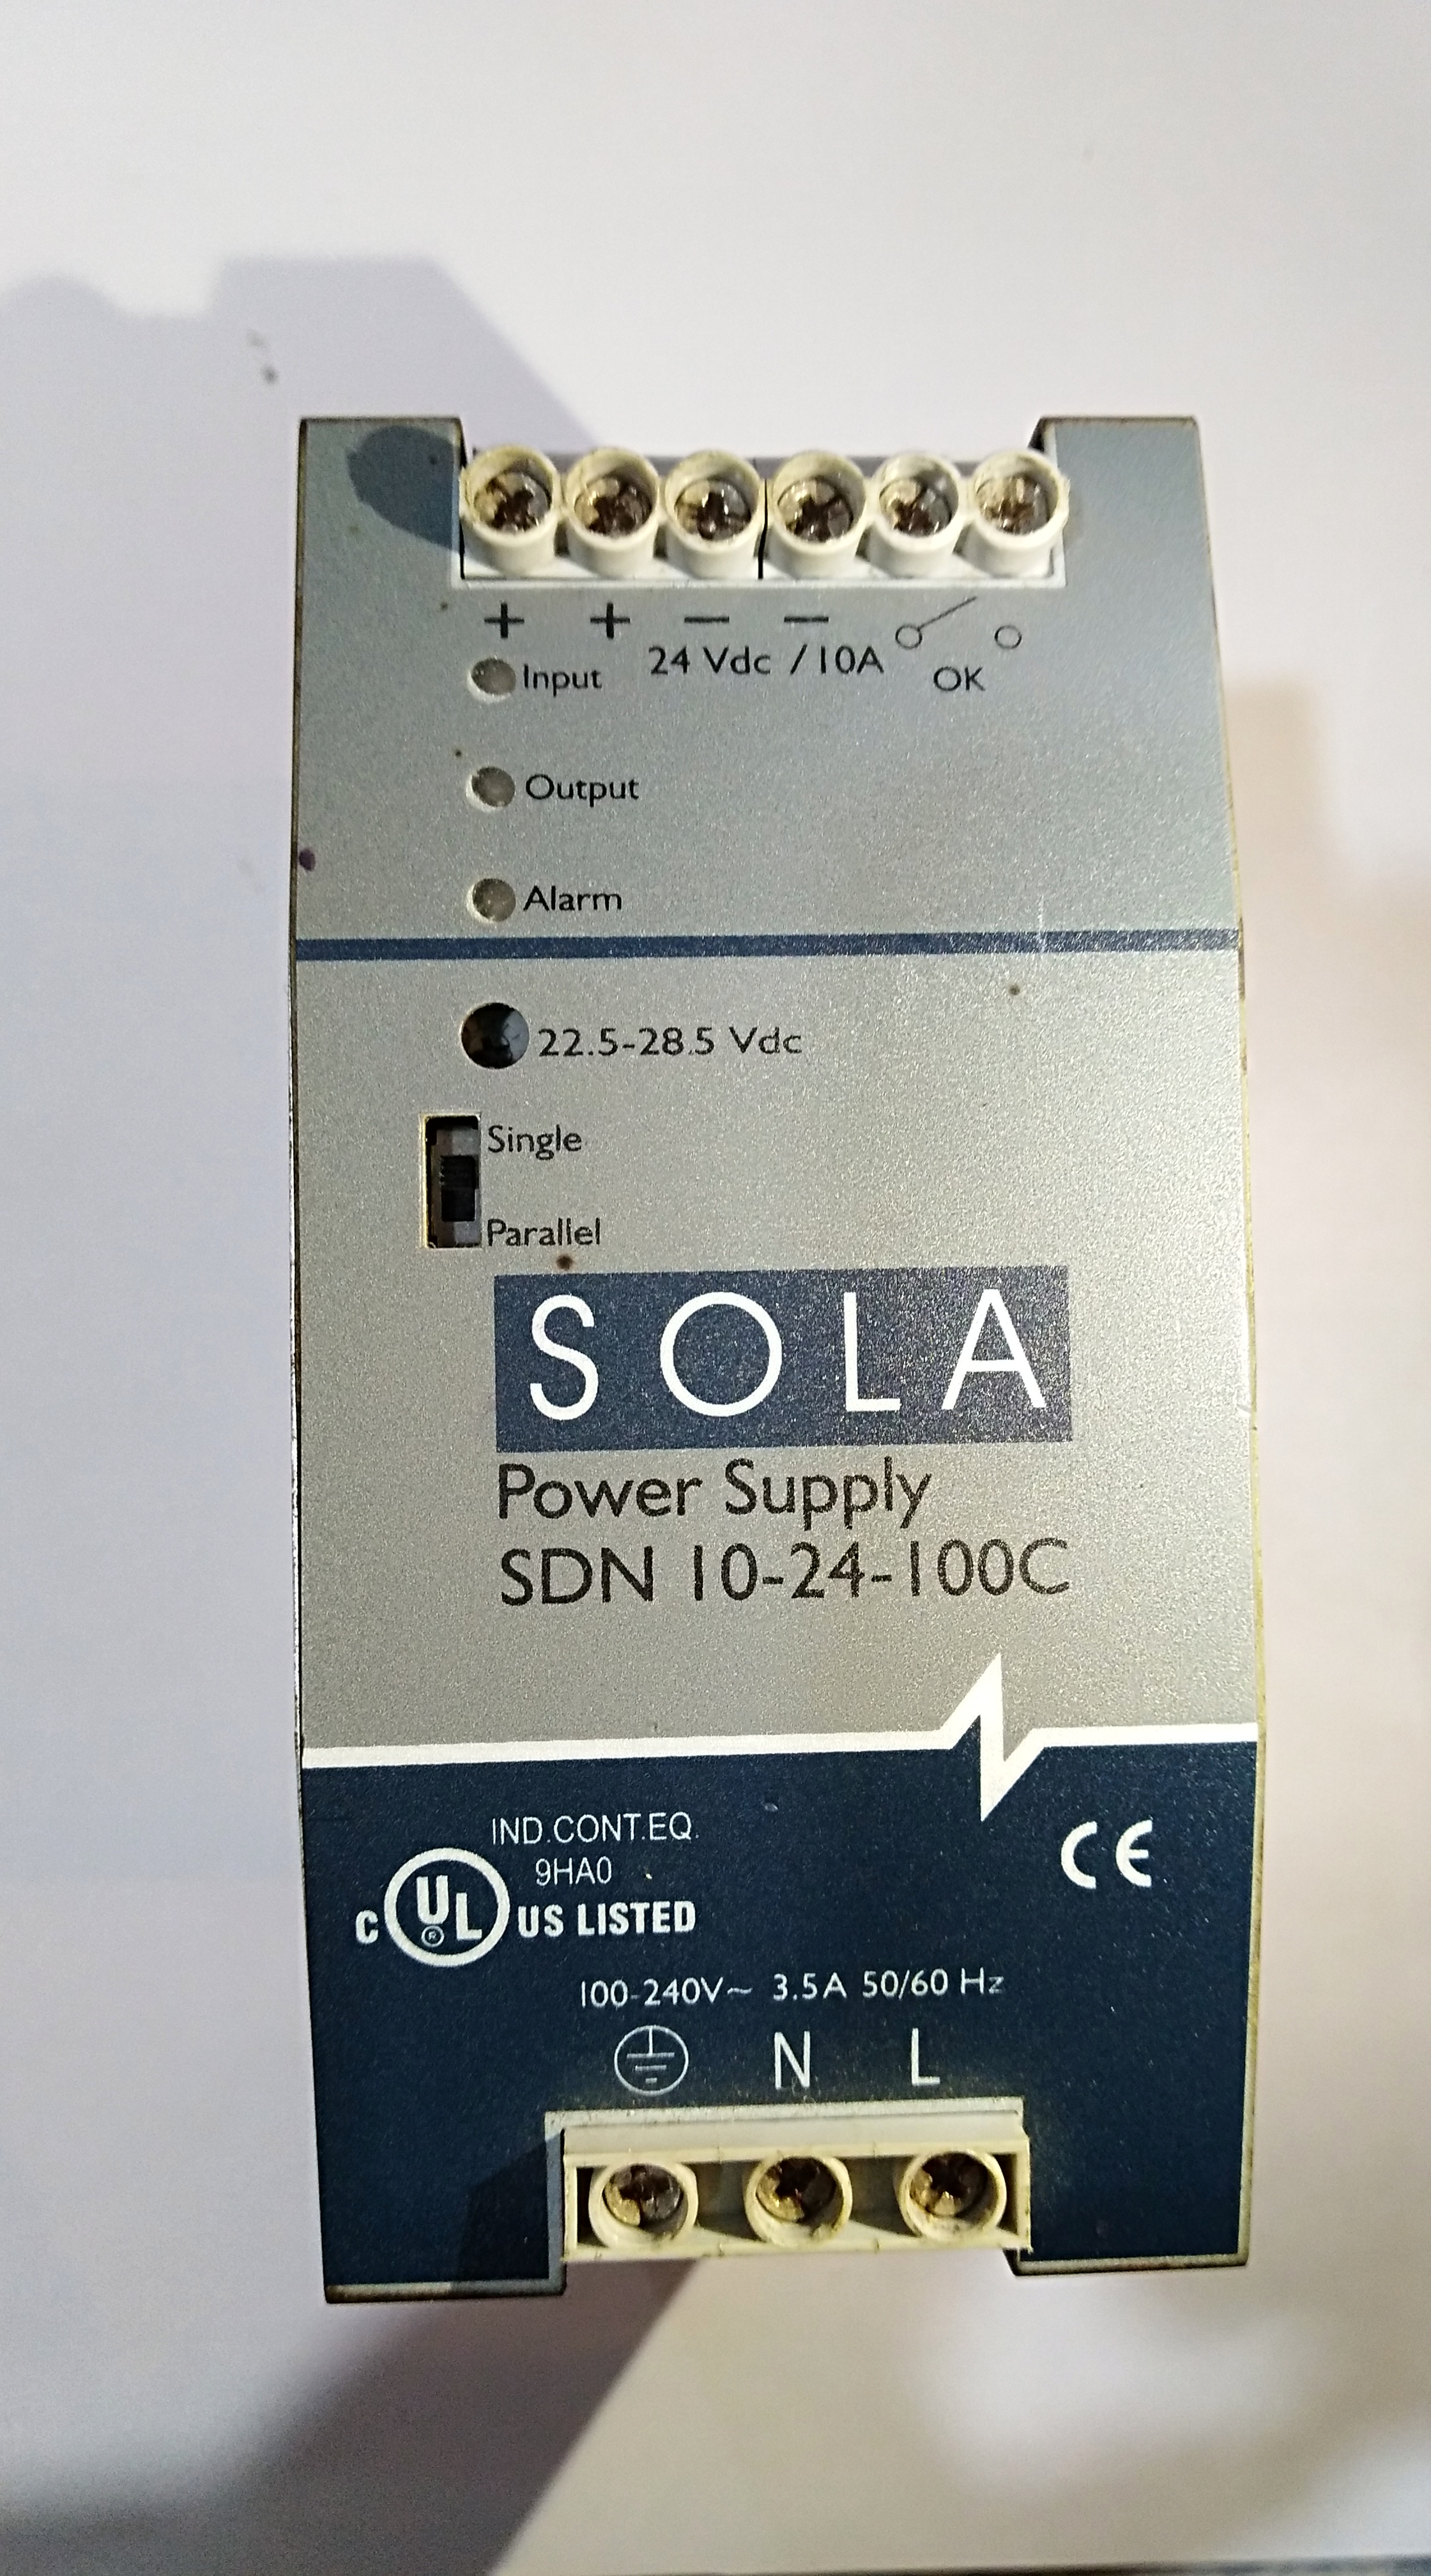 + + − −
24 Vdc /10A
OK
Input
Output
Alarm
22.5-28.5 Vdc
Single
Parallel
SOLA
Power Supply
SDN 10-24-100C
IND.CONT.EQ.
9HA0
C UL® US LISTED
CE
100-240V~ 3.5A 50/60 Hz
N L